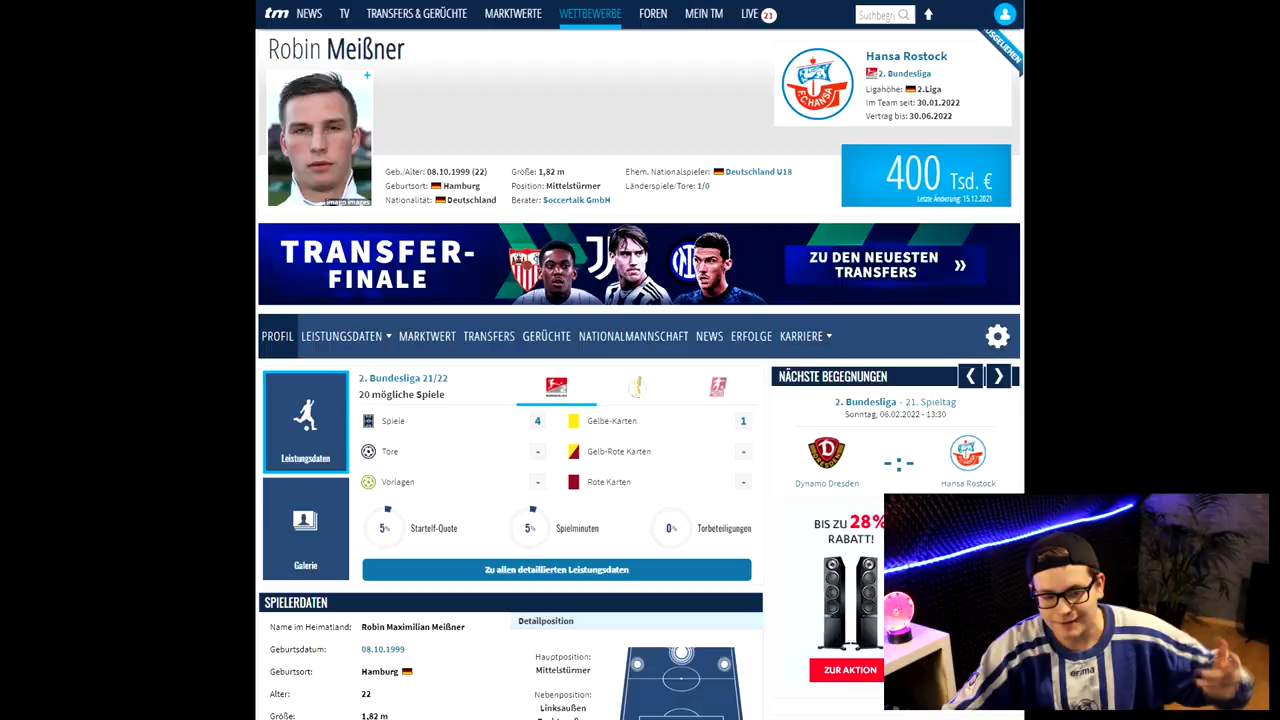 tm NEWS TV TRANSFERS & GERÜCHTE MARKTWERTE WETTBEWERBE FOREN MEIN TM LIVE 21 Suchbegri
Robin Meißner
AUSGELIEHEN
Hansa Rostock
2. Bundesliga
Ligahöhe: 2.Liga
Im Team seit: 30.01.2022
Vertrag bis: 30.06.2022
F.C. HANSA
+
imago images
Geb./Alter: 08.10.1999 (22)
Geburtsort: Hamburg
Nationalität: Deutschland
Größe: 1,82 m
Position: Mittelstürmer
Berater: Soccertalk GmbH
Ehem. Nationalspieler: Deutschland U18
Länderspiele/Tore: 1/0
400 Tsd. €
Letzte Änderung: 15.12.2021
TRANSFER-
FINALE
ZU DEN NEUESTEN
TRANSFERS »
PROFIL LEISTUNGSDATEN MARKTWERT TRANSFERS GERÜCHTE NATIONALMANNSCHAFT NEWS ERFOLGE KARRIERE
Leistungsdaten
Galerie
2. Bundesliga 21/22
20 mögliche Spiele
Spiele 4 Gelbe-Karten 1
Tore - Gelb-Rote Karten -
Vorlagen - Rote Karten -
5% Startelf-Quote 5% Spielminuten 0% Torbeteiligungen
Zu allen detaillierten Leistungsdaten
NÄCHSTE BEGEGNUNGEN
2. Bundesliga - 21. Spieltag
Sonntag, 06.02.2022 - 13:30
-:-
Dynamo Dresden Hansa Rostock
BIS ZU 28%
RABATT!
ZUR AKTION
SPIELERDATEN
Name im Heimatland: Robin Maximilian Meißner
Geburtsdatum: 08.10.1999
Geburtsort: Hamburg
Alter: 22
Größe: 1,82 m
Detailposition
Hauptposition:
Mittelstürmer
Nebenposition:
Linksaußen
erima